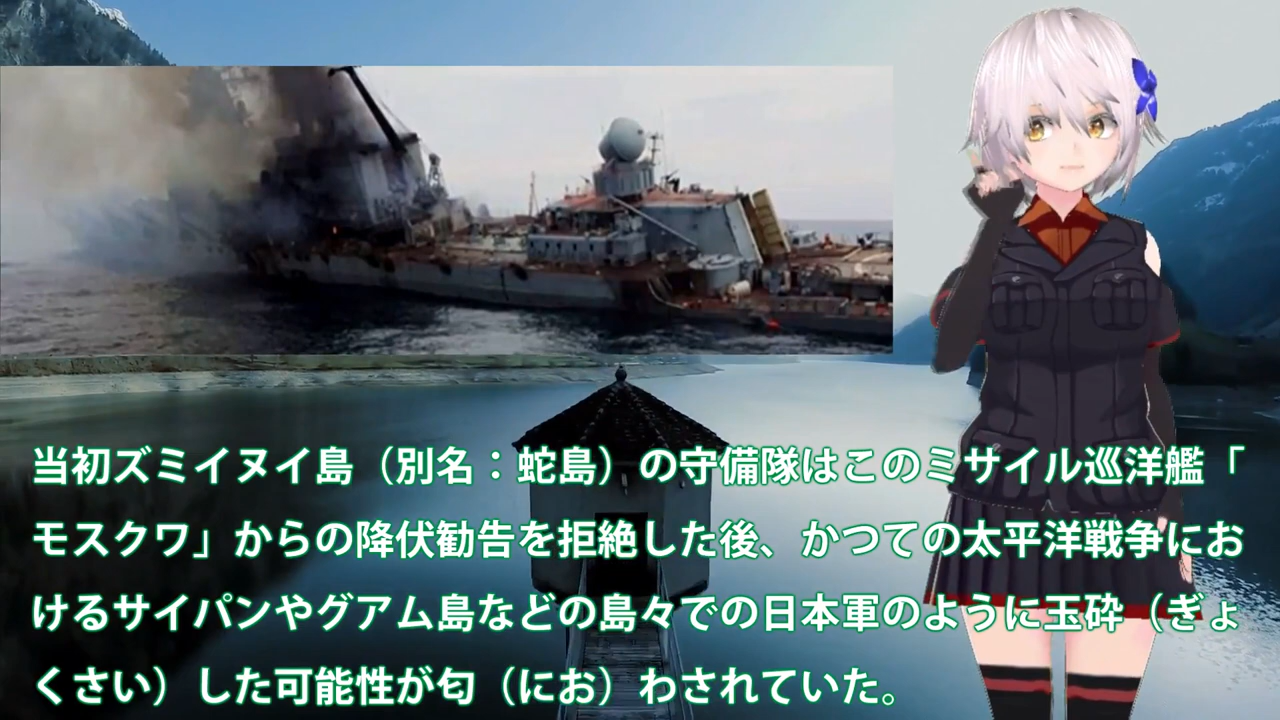 当初ズミイヌイ島（別名：蛇島）の守備隊はこのミサイル巡洋艦「
モスクワ」からの降伏勧告を拒絶した後、かつての太平洋戦争にお
けるサイパンやグアム島などの島々での日本軍のように玉砕（ぎょ
くさい）した可能性が匂（にお）わされていた。